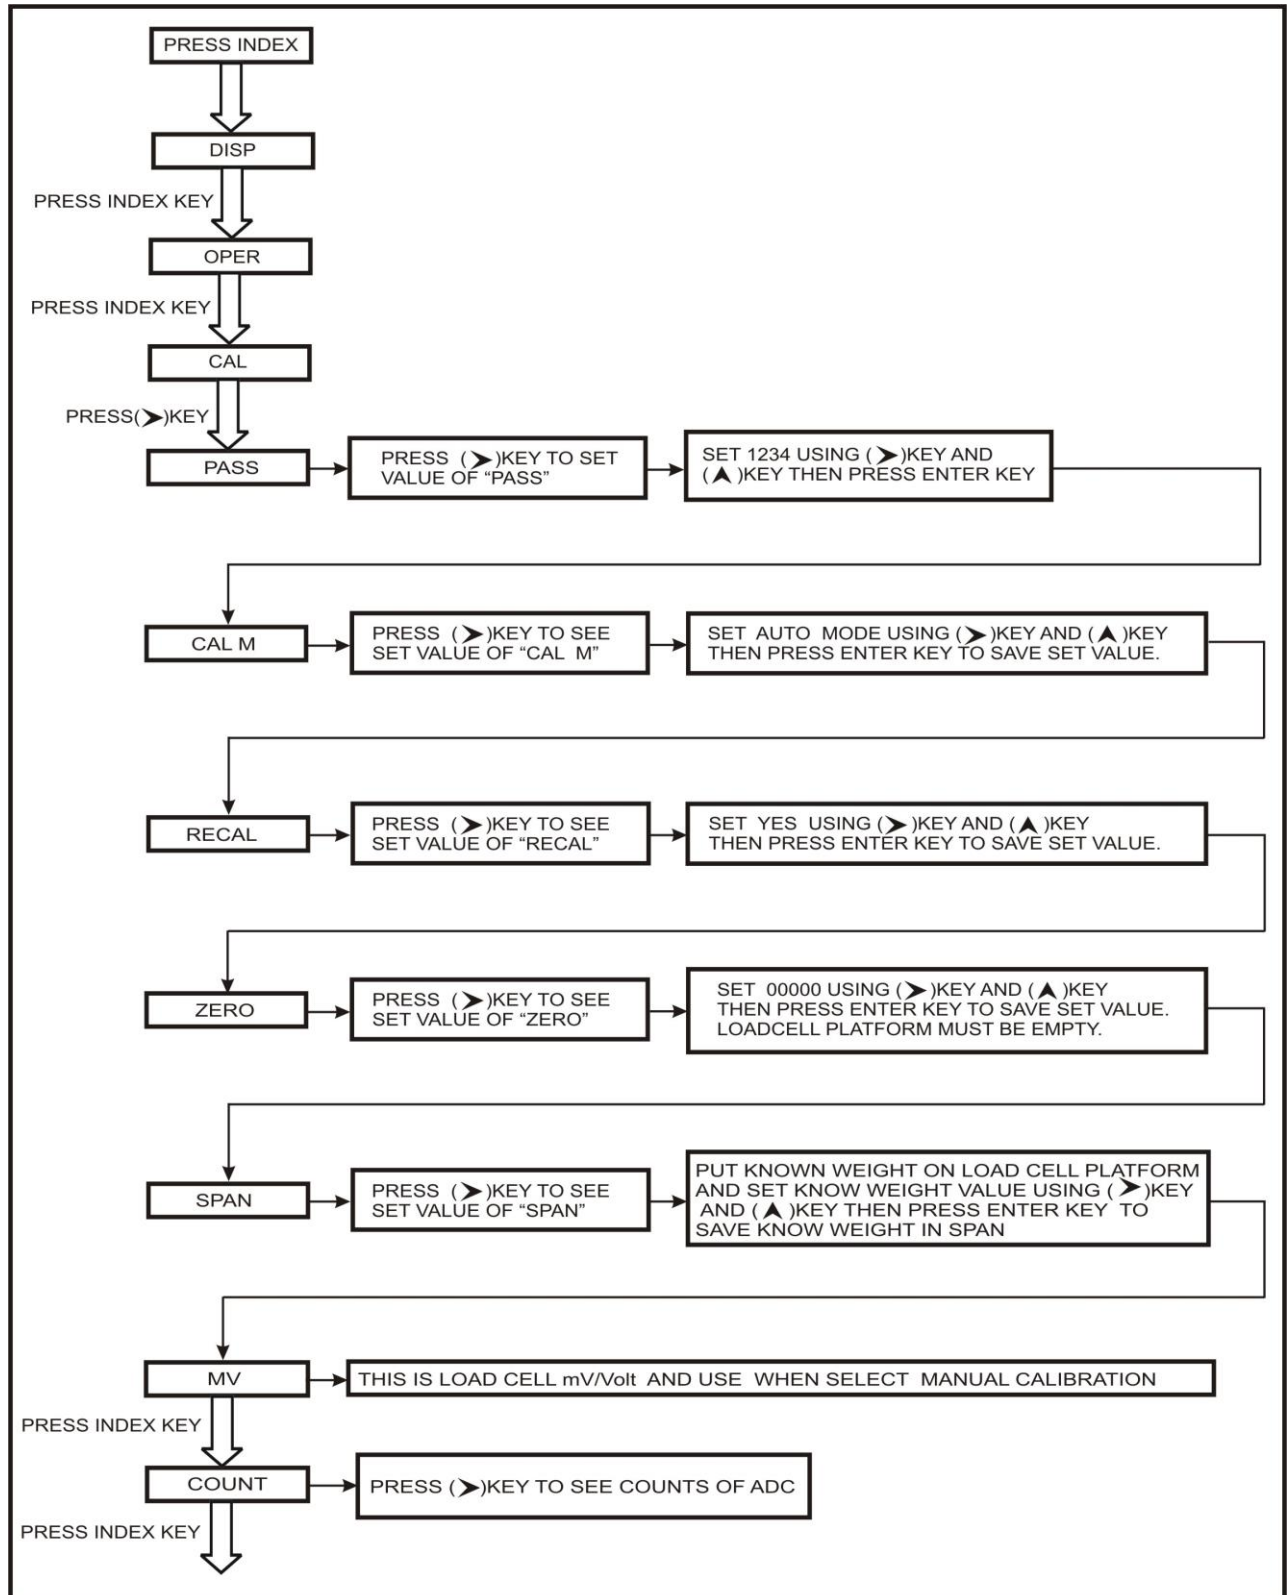 PRESS INDEX
DISP
PRESS INDEX KEY
OPER
PRESS INDEX KEY
CAL
PRESS(➤)KEY
PASS
PRESS (➤)KEY TO SET
VALUE OF “PASS”
SET 1234 USING (➤)KEY AND
(▲)KEY THEN PRESS ENTER KEY
CAL M
PRESS (➤)KEY TO SEE
SET VALUE OF “CAL M”
SET AUTO MODE USING (➤)KEY AND (▲)KEY
THEN PRESS ENTER KEY TO SAVE SET VALUE.
RECAL
PRESS (➤)KEY TO SEE
SET VALUE OF “RECAL”
SET YES USING (➤)KEY AND (▲)KEY
THEN PRESS ENTER KEY TO SAVE SET VALUE.
ZERO
PRESS (➤)KEY TO SEE
SET VALUE OF “ZERO”
SET 00000 USING (➤)KEY AND (▲)KEY
THEN PRESS ENTER KEY TO SAVE SET VALUE.
LOADCELL PLATFORM MUST BE EMPTY.
SPAN
PRESS (➤)KEY TO SEE
SET VALUE OF “SPAN”
PUT KNOWN WEIGHT ON LOAD CELL PLATFORM
AND SET KNOW WEIGHT VALUE USING (➤)KEY
AND (▲)KEY THEN PRESS ENTER KEY TO
SAVE KNOW WEIGHT IN SPAN
MV
THIS IS LOAD CELL mV/Volt AND USE WHEN SELECT MANUAL CALIBRATION
PRESS INDEX KEY
COUNT
PRESS (➤)KEY TO SEE COUNTS OF ADC
PRESS INDEX KEY